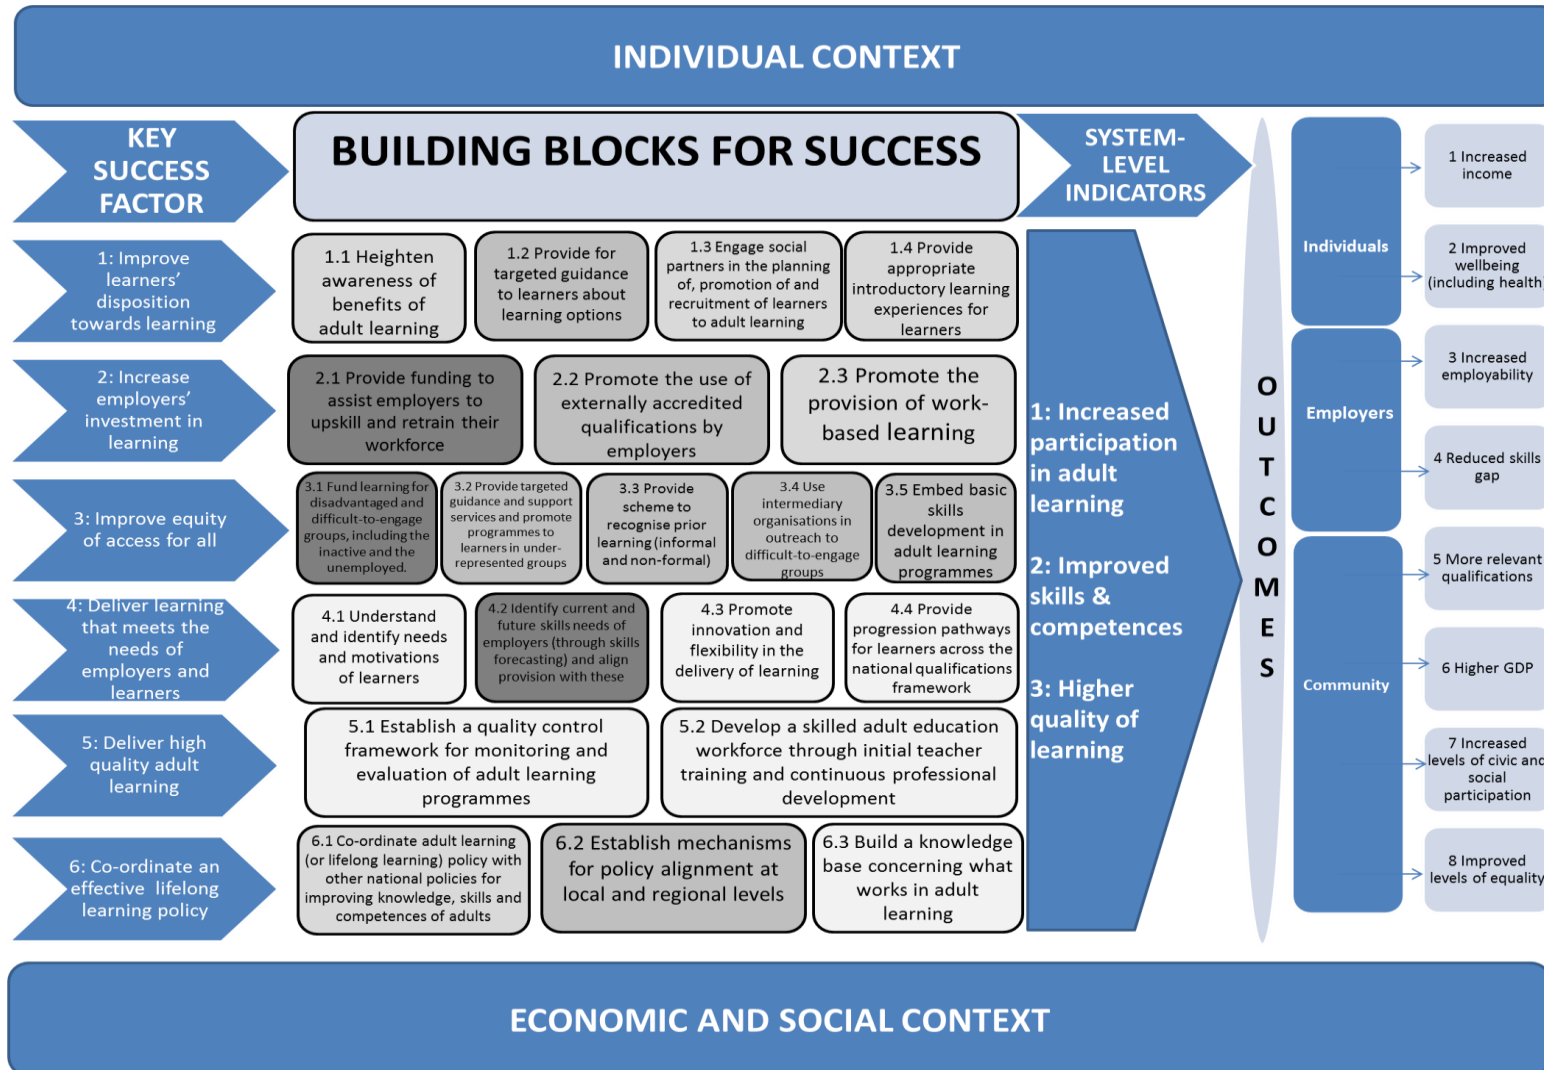 INDIVIDUAL CONTEXT
KEY
SUCCESS
FACTOR
BUILDING BLOCKS FOR SUCCESS
SYSTEM-
LEVEL
INDICATORS
1: Improve
learners'
disposition
towards learning
1.1 Heighten
awareness of
benefits of
adult learning
1.2 Provide for
targeted guidance
to learners about
learning options
1.3 Engage social
partners in the planning
of, promotion of and
recruitment of learners
to adult learning
1.4 Provide
appropriate
introductory learning
experiences for
learners
2: Increase
employers'
investment in
learning
2.1 Provide funding to
assist employers to
upskill and retrain their
workforce
2.2 Promote the use of
externally accredited
qualifications by
employers
2.3 Promote the
provision of work-
based learning
3: Improve equity
of access for all
3.1 Fund learning for
disadvantaged and
difficult-to-engage
groups, including the
inactive and the
unemployed.
3.2 Provide targeted
guidance and support
services and promote
programmes to
learners in under-
represented groups
3.3 Provide
scheme to
recognise prior
learning (informal
and non-formal)
3.4 Use
intermediary
organisations in
outreach to
difficult-to-engage
groups
3.5 Embed basic
skills
development in
adult learning
programmes
4: Deliver learning
that meets the
needs of
employers and
learners
4.1 Understand
and identify needs
and motivations
of learners
4.2 Identify current and
future skills needs of
employers (through skills
forecasting) and align
provision with these
4.3 Promote
innovation and
flexibility in the
delivery of learning
4.4 Provide
progression pathways
for learners across the
national qualifications
framework
5: Deliver high
quality adult
learning
5.1 Establish a quality control
framework for monitoring and
evaluation of adult learning
programmes
5.2 Develop a skilled adult education
workforce through initial teacher
training and continuous professional
development
6: Co-ordinate an
effective lifelong
learning policy
6.1 Co-ordinate adult learning
(or lifelong learning) policy with
other national policies for
improving knowledge, skills and
competences of adults
6.2 Establish mechanisms
for policy alignment at
local and regional levels
6.3 Build a knowledge
base concerning what
works in adult
learning
1: Increased
participation
in adult
learning
2: Improved
skills &
competences
3: Higher
quality of
learning
O
U
T
C
O
M
E
S
Individuals
Employers
Community
1 Increased
income
2 Improved
wellbeing
(including health)
3 Increased
employability
4 Reduced skills
gap
5 More relevant
qualifications
6 Higher GDP
7 Increased
levels of civic and
social
participation
8 Improved
levels of equality
ECONOMIC AND SOCIAL CONTEXT